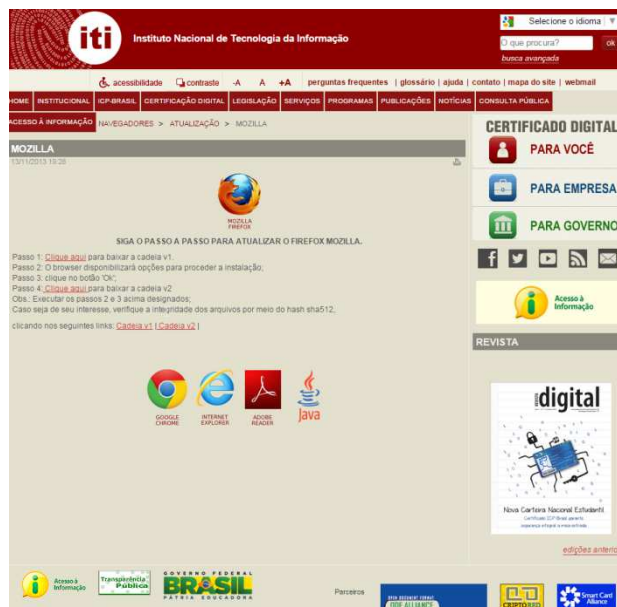 iti
Instituto Nacional de Tecnologia da Informação
Selecione o idioma
O que procura?
ok
busca avançada
acessibilidade contraste -A A +A perguntas frequentes | glossário | ajuda | contato | mapa do site | webmail
HOME INSTITUCIONAL ICP-BRASIL CERTIFICAÇÃO DIGITAL LEGISLAÇÃO SERVIÇOS PROGRAMAS PUBLICAÇÕES NOTÍCIAS CONSULTA PÚBLICA
ACESSO À INFORMAÇÃO
NAVEGADORES > ATUALIZAÇÃO > MOZILLA
MOZILLA
13/11/2013 19:28
MOZILLA
FIREFOX
SIGA O PASSO A PASSO PARA ATUALIZAR O FIREFOX MOZILLA.
Passo 1: Clique aqui para baixar a cadeia v1.
Passo 2: O browser disponibilizará opções para proceder a instalação;
Passo 3: clique no botão 'Ok';
Passo 4: Clique aqui para baixar a cadeia v2
Obs.: Executar os passos 2 e 3 acima designados;
Caso seja de seu interesse, verifique a integridade dos arquivos por meio do hash sha512,
clicando nos seguintes links: Cadeia v1 | Cadeia v2 |
GOOGLE
CHROME
INTERNET
EXPLORER
ADOBE
READER
Java
CERTIFICADO DIGITAL
PARA VOCÊ
PARA EMPRESA
PARA GOVERNO
Acesso à
Informação
REVISTA
digital
Nova Carteira Nacional Estudantil
edições anterio
Acesso à
Informação
Transparência
Pública
GOVERNO FEDERAL
BRASIL
PÁTRIA EDUCADORA
Parceiros
OPEN DOCUMENT FORMAT
ODF ALLIANCE
CRIPTORED
Smart Card
Alliance